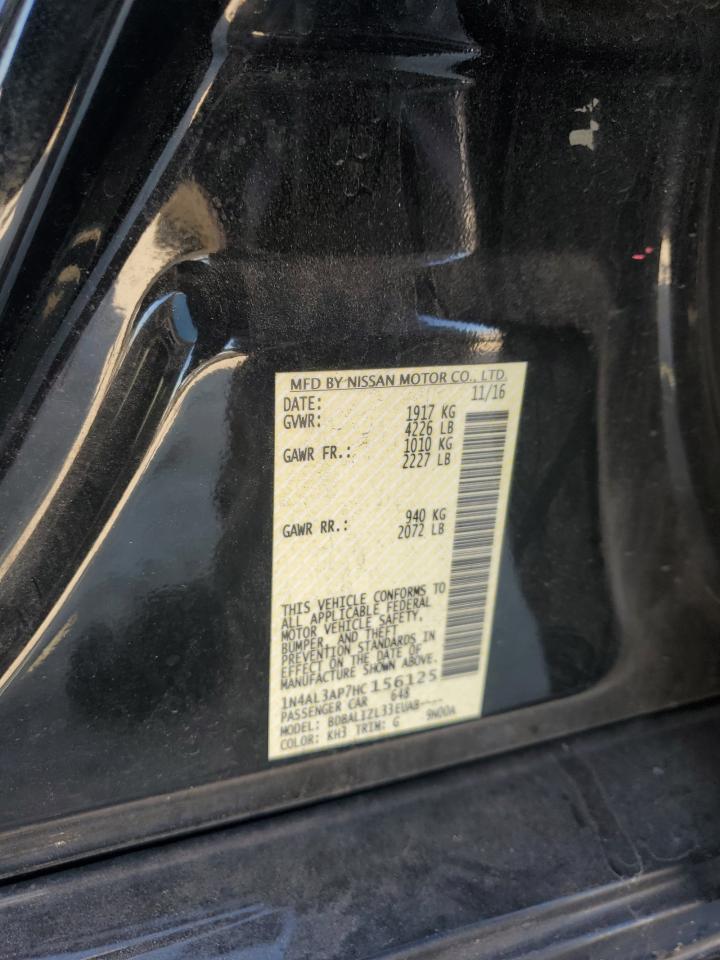 MFD BY NISSAN MOTOR CO., LTD.
DATE: 11/16
GVWR: 1917 KG
4226 LB
GAWR FR.: 1010 KG
2227 LB
GAWR RR.: 940 KG
2072 LB
THIS VEHICLE CONFORMS TO
ALL APPLICABLE FEDERAL
MOTOR VEHICLE SAFETY,
BUMPER, AND THEFT
PREVENTION STANDARDS IN
EFFECT ON THE DATE OF
MANUFACTURE SHOWN ABOVE.
1N4AL3AP7HC156125
PASSENGER CAR 648
MODEL: BDBALIZL33EUAB----
COLOR: KH3 TRIM: G 9N00A